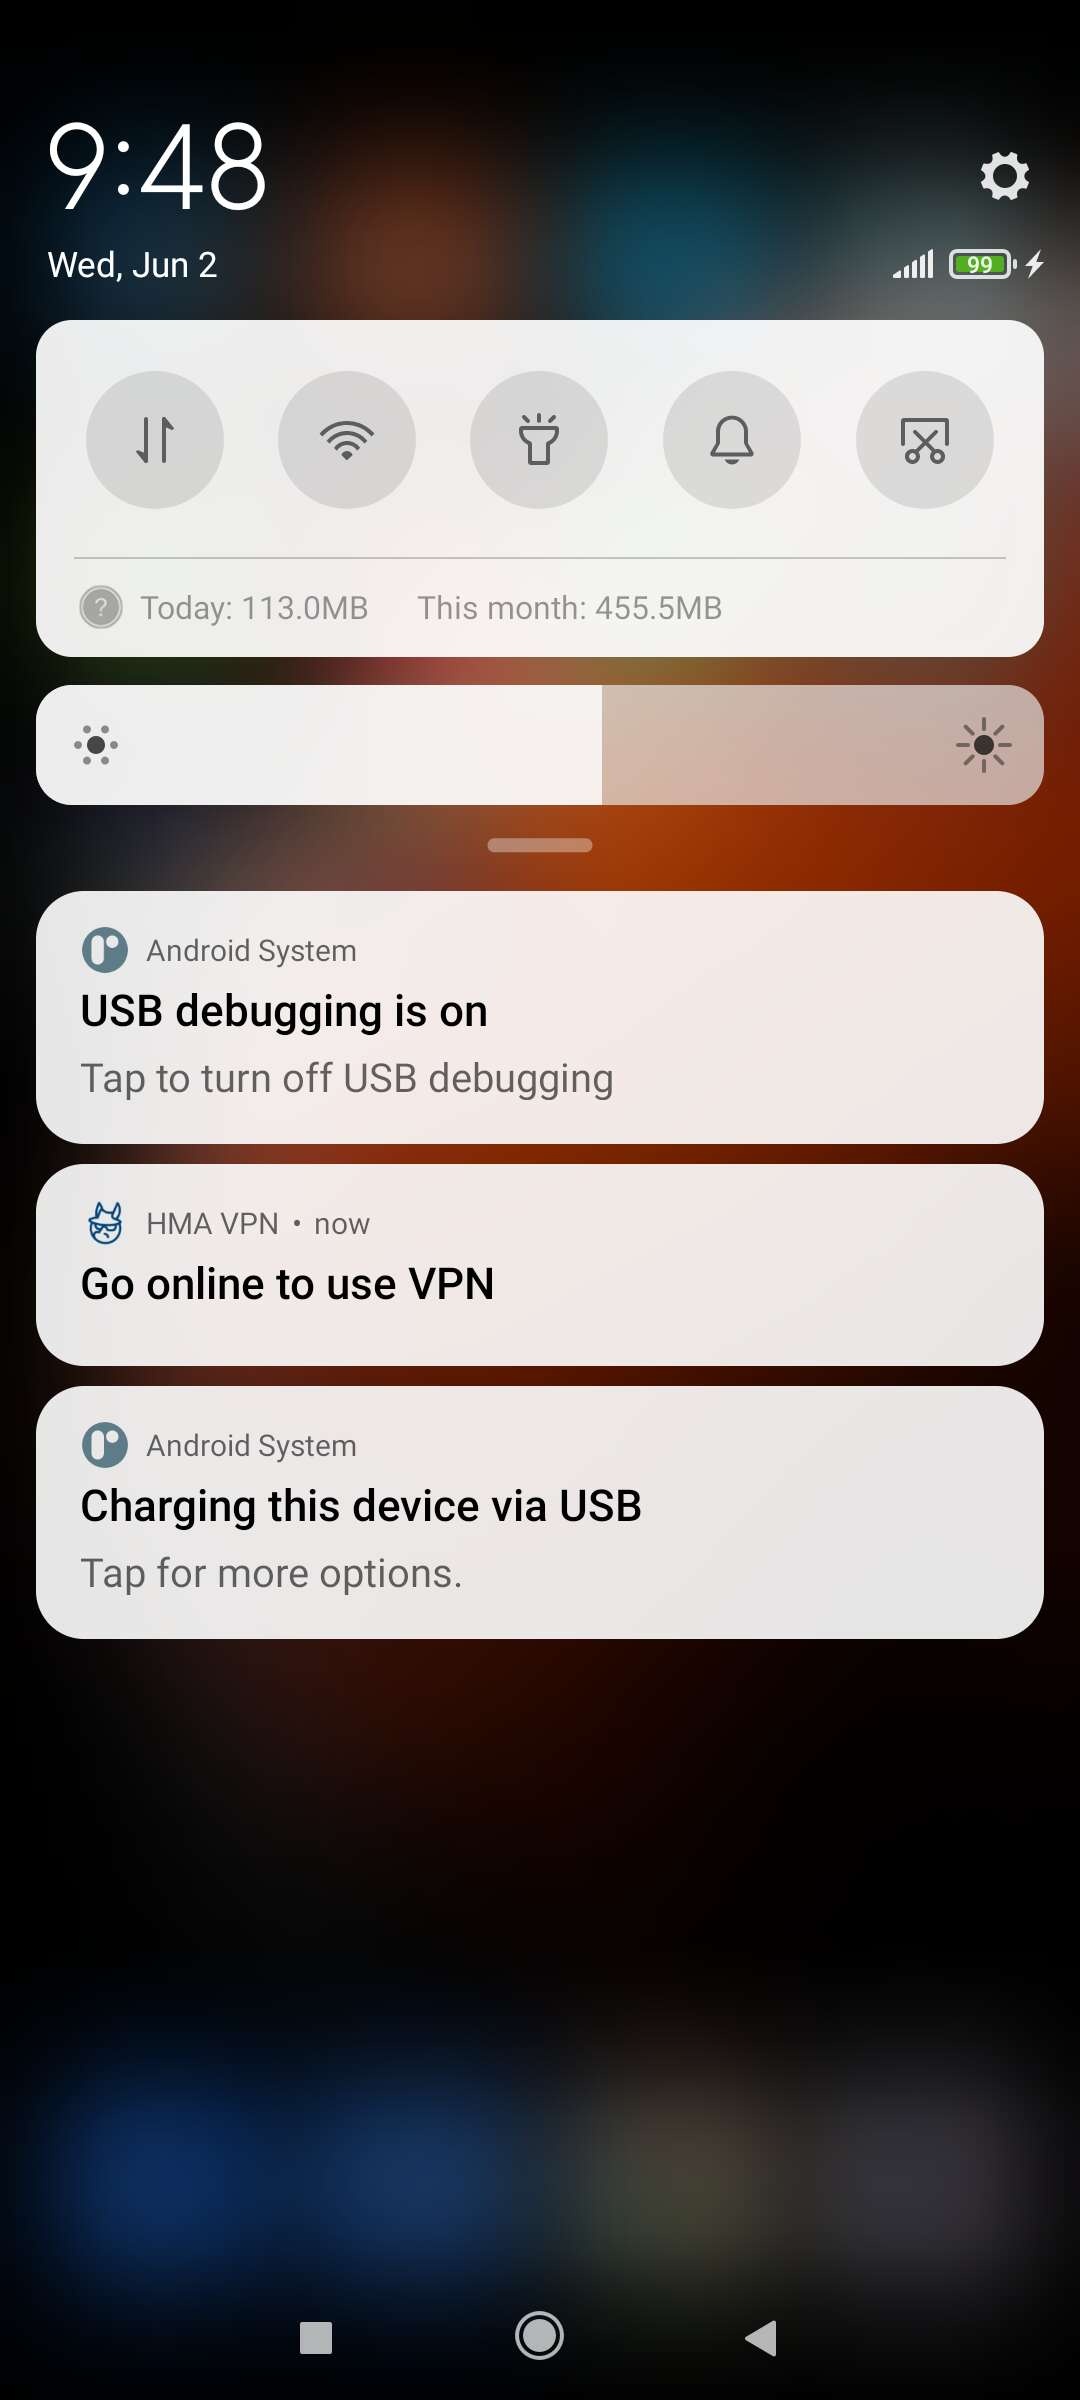 9:48
Wed, Jun 2
99
? Today: 113.0MB This month: 455.5MB
Android System
USB debugging is on
Tap to turn off USB debugging
HMA VPN • now
Go online to use VPN
Android System
Charging this device via USB
Tap for more options.